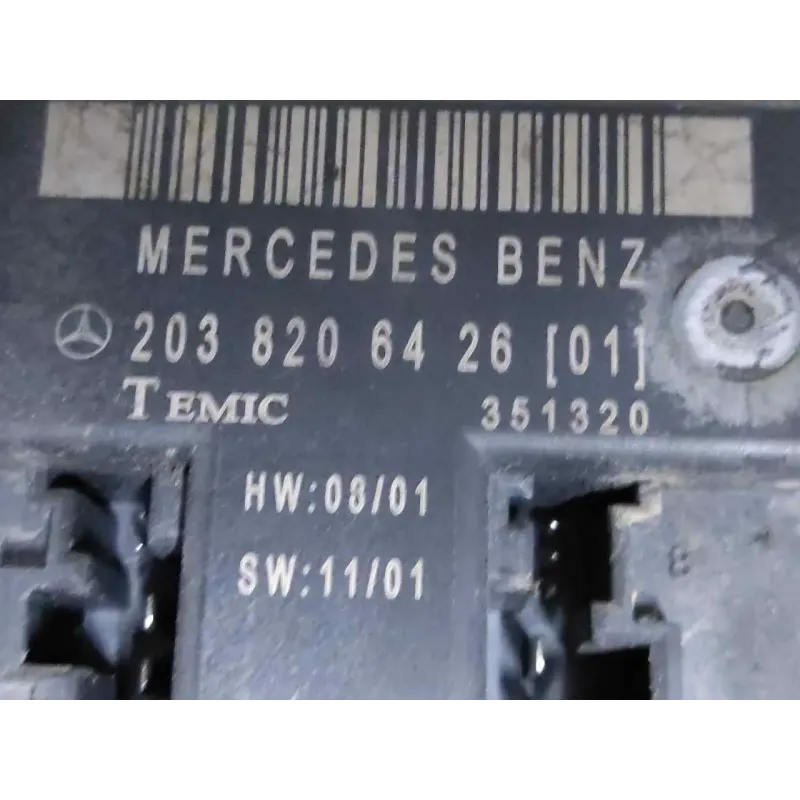 MERCEDES BENZ
203 820 64 26 [01]
TEMIC 351320
HW:08/01
SW:11/01
B